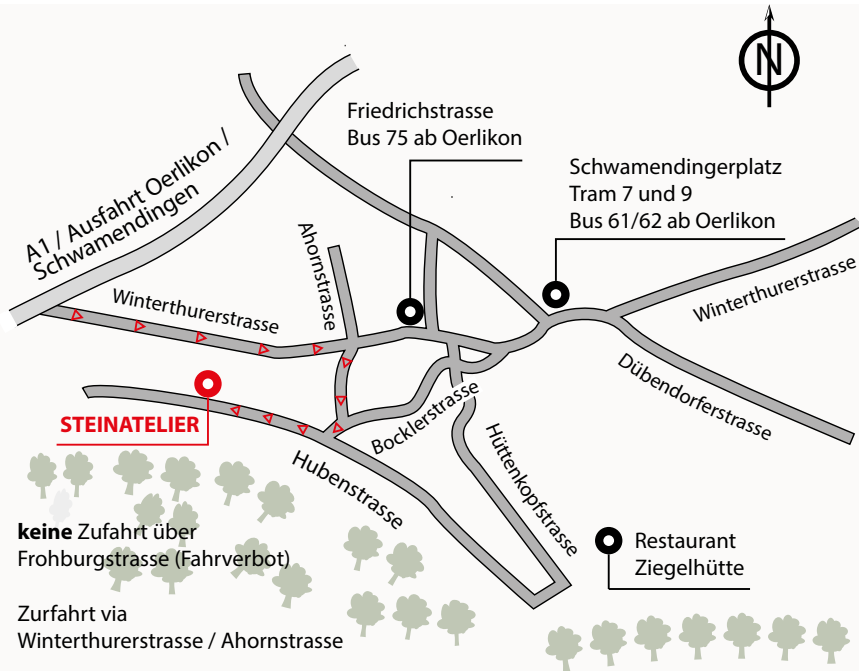 N
Friedrichstrasse
Bus 75 ab Oerlikon
Schwamendingerplatz
Tram 7 und 9
Bus 61/62 ab Oerlikon
A1 / Ausfahrt Oerlikon /
Schwamendingen
Ahornstrasse
Winterthurerstrasse
Winterthurerstrasse
Dübendorferstrasse
STEINATELIER
Bocklerstrasse
Hubenstrasse
Hüttenkopfstrasse
keine Zufahrt über
Frohburgstrasse (Fahrverbot)
Restaurant
Ziegelhütte
Zurfahrt via
Winterthurerstrasse / Ahornstrasse